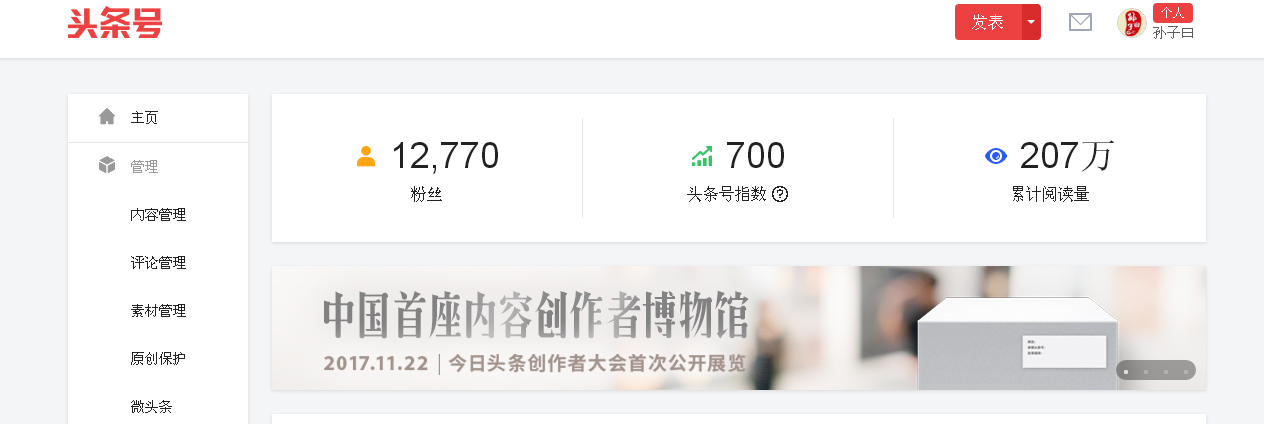 头条号
发表
个人
孙子曰
主页
管理
内容管理
评论管理
素材管理
原创保护
微头条
12,770
粉丝
700
头条号指数
207万
累计阅读量
中国首座内容创作者博物馆
2017.11.22 | 今日头条创作者大会首次公开展览